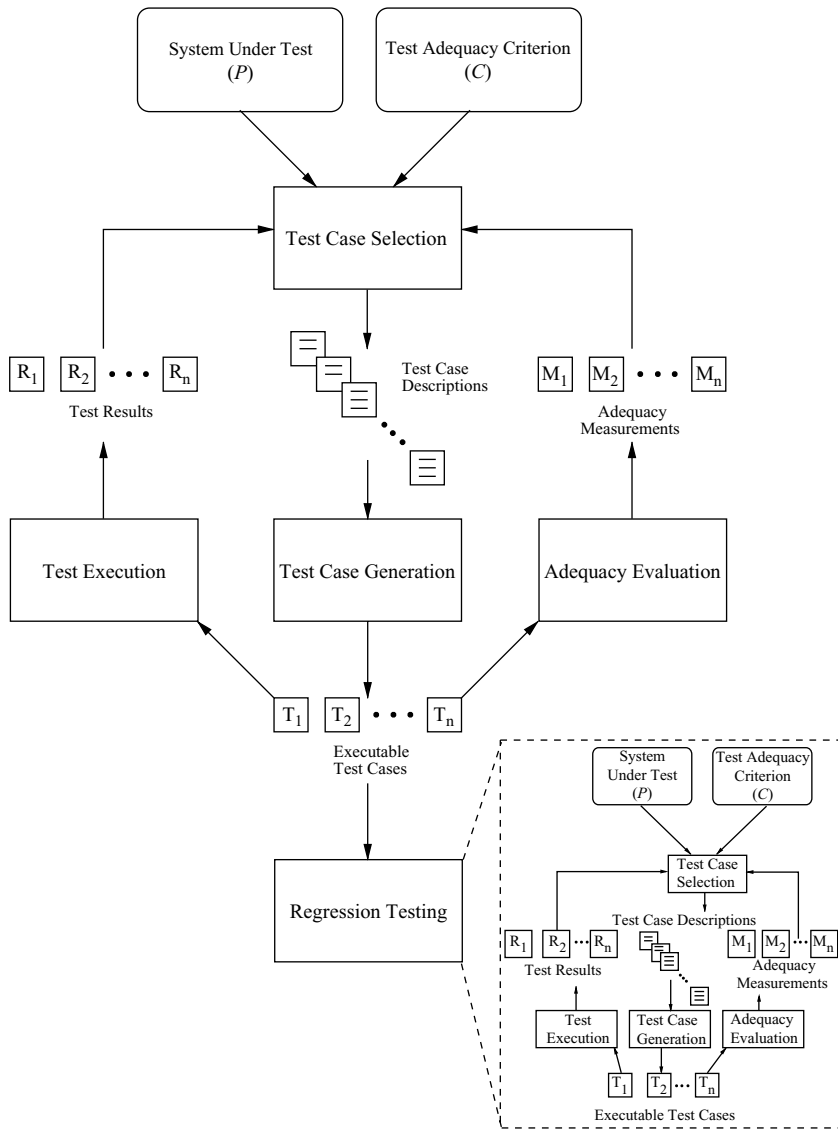 System Under Test
(P)
Test Adequacy Criterion
(C)
Test Case Selection
R1 R2 • • • Rn
Test Results
Test Case
Descriptions
M1 M2 • • • Mn
Adequacy
Measurements
Test Execution
Test Case Generation
Adequacy Evaluation
T1 T2 • • • Tn
Executable
Test Cases
Regression Testing
System
Under Test
(P)
Test Adequacy
Criterion
(C)
Test Case
Selection
Test Case Descriptions
R1 R2 ••• Rn
Test Results
M1 M2 ••• Mn
Adequacy
Measurements
Test
Execution
Test Case
Generation
Adequacy
Evaluation
T1 T2 ••• Tn
Executable Test Cases